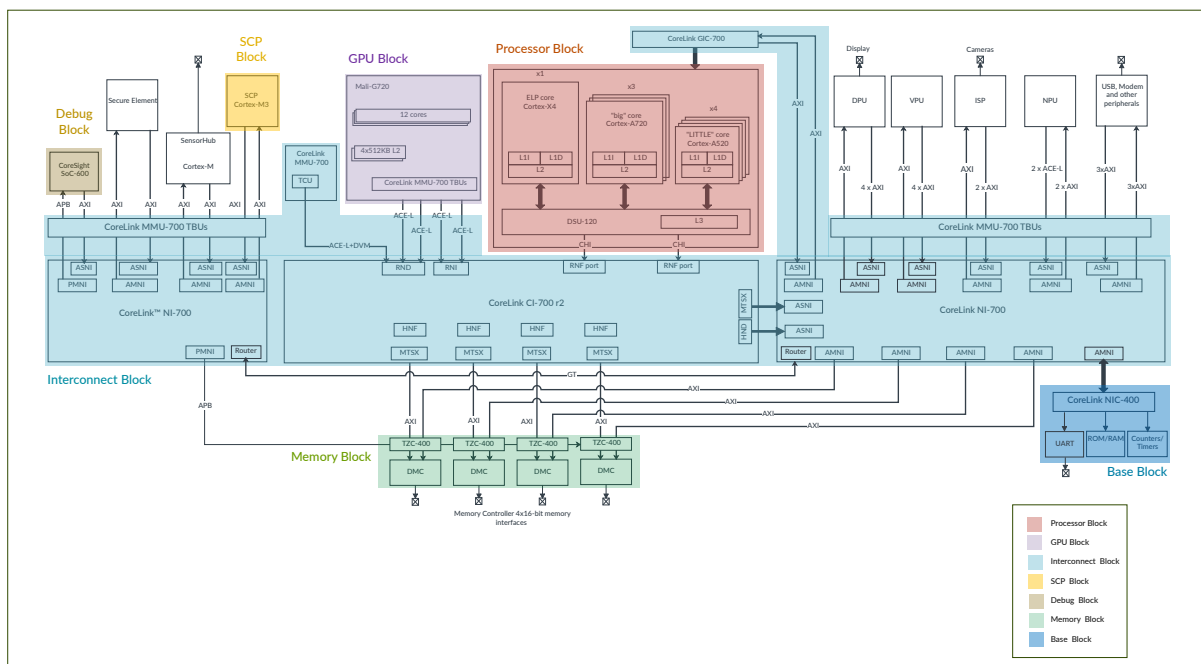 SCP
Block
GPU Block
Processor Block
CoreLink GIC-700
Display
Cameras
Secure Element
SCP
Cortex-M3
Mali-G720
x1
ELP core
Cortex-X4
x3
"big" core
Cortex-A720
x4
"LITTLE" core
Cortex-A520
DPU
VPU
ISP
NPU
USB, Modem
and other
peripherals
Debug
Block
SensorHub
Cortex-M
12 cores
4x512KB L2
CoreLink MMU-700 TBUs
CoreLink
MMU-700
TCU
L1I
L1D
L2
L1I
L1D
L2
L1I
L1D
L2
CoreSight
SoC-600
DSU-120
L3
AXI
AXI
APB
AXI
AXI
AXI
AXI
AXI
AXI
AXI
ACE-L
ACE-L
ACE-L
ACE-L
CHI
CHI
AXI
4 x AXI
AXI
4 x AXI
AXI
2 x AXI
2 x ACE-L
2 x AXI
3xAXI
3xAXI
CoreLink MMU-700 TBUs
CoreLink MMU-700 TBUs
ACE-L+DVM
ASNI
ASNI
ASNI
ASNI
PMNI
AMNI
AMNI
AMNI
CoreLink™ NI-700
PMNI
Router
RND
RNI
RNF port
RNF port
CoreLink CI-700 r2
HNF
HNF
HNF
HNF
MTSX
MTSX
MTSX
MTSX
MTSX
HND
ASNI
ASNI
ASNI
ASNI
ASNI
ASNI
AMNI
AMNI
AMNI
AMNI
AMNI
AMNI
ASNI
ASNI
CoreLink NI-700
Router
AMNI
AMNI
AMNI
AMNI
AMNI
Interconnect Block
GT
APB
AXI
AXI
AXI
AXI
AXI
AXI
AXI
AXI
CoreLink NIC-400
UART
ROM/RAM
Counters/
Timers
Base Block
Memory Block
TZC-400
TZC-400
TZC-400
TZC-400
DMC
DMC
DMC
DMC
Memory Controller 4x16-bit memory
interfaces
Processor Block
GPU Block
Interconnect Block
SCP Block
Debug Block
Memory Block
Base Block